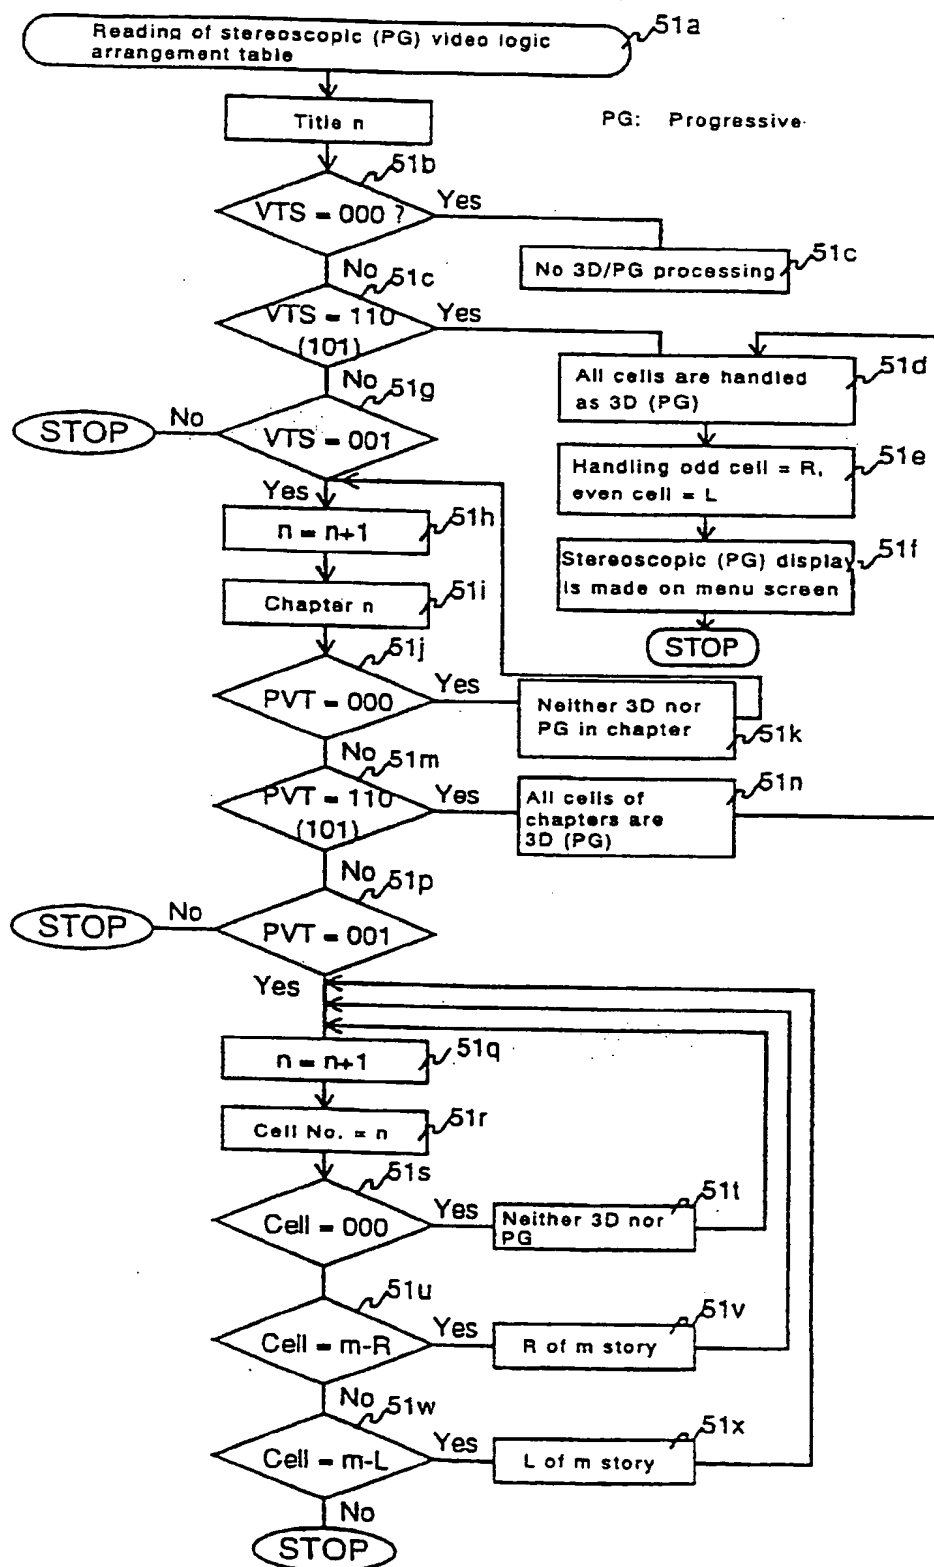 51a
Reading of stereoscopic (PG) video logic
arrangement table
Title n
PG: Progressive
51b
VTS = 000 ?
Yes
51c
No 3D/PG processing
No
51c
VTS = 110
(101)
Yes
51d
All cells are handled
as 3D (PG)
No
51g
STOP
No
VTS = 001
51e
Handling odd cell = R,
even cell = L
Yes
51h
n = n+1
51f
Stereoscopic (PG) display
is made on menu screen
51i
Chapter n
STOP
51j
PVT = 000
Yes
Neither 3D nor
PG in chapter
51k
No
51m
PVT = 110
(101)
Yes
51n
All cells of
chapters are
3D (PG)
No
51p
STOP
No
PVT = 001
Yes
51q
n = n+1
51r
Cell No. = n
51s
Cell = 000
Yes
51t
Neither 3D nor
PG
51u
Cell = m-R
Yes
51v
R of m story
No
51w
Cell = m-L
Yes
51x
L of m story
No
STOP